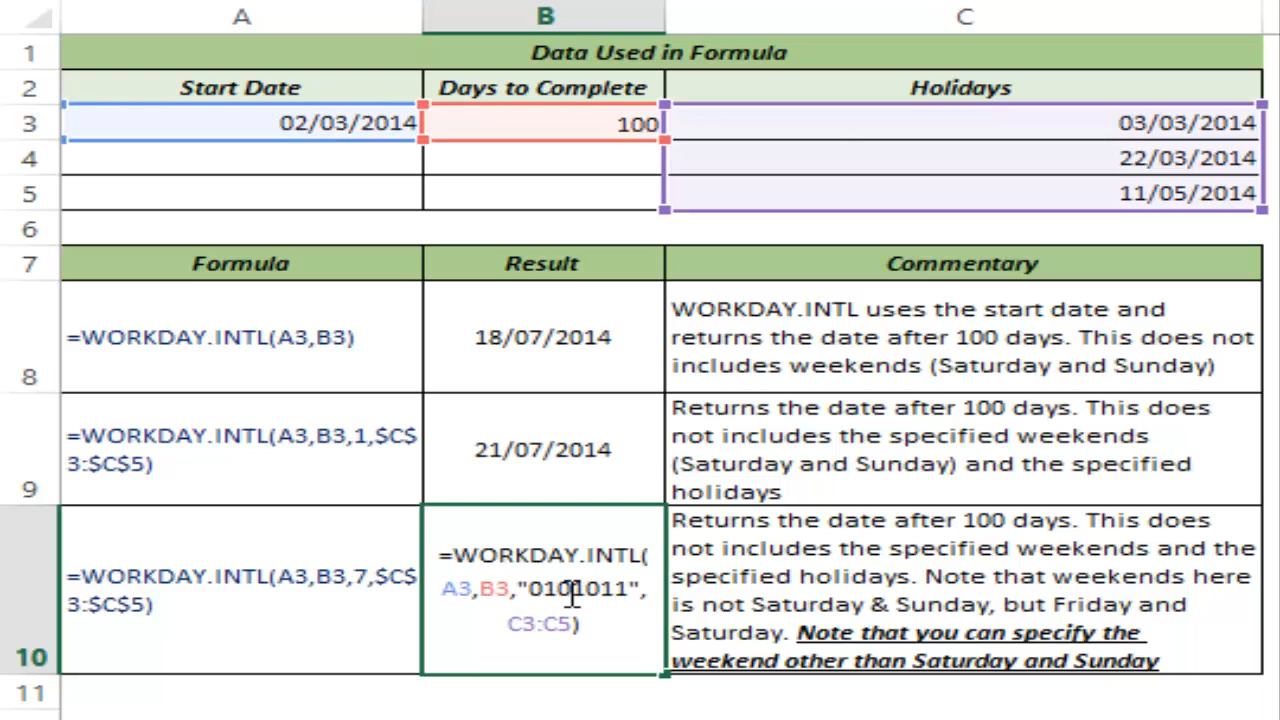 A B C
1 Data Used in Formula
2 Start Date Days to Complete Holidays
3 02/03/2014 100 03/03/2014
4 22/03/2014
5 11/05/2014
6
7 Formula Result Commentary
8 =WORKDAY.INTL(A3,B3) 18/07/2014 WORKDAY.INTL uses the start date and
returns the date after 100 days. This does not
includes weekends (Saturday and Sunday)
9 =WORKDAY.INTL(A3,B3,1,$C$
3:$C$5)
21/07/2014
Returns the date after 100 days. This does
not includes the specified weekends
(Saturday and Sunday) and the specified
holidays
10 =WORKDAY.INTL(A3,B3,7,$C$
3:$C$5)
=WORKDAY.INTL(
A3,B3,"0101011",
C3:C5)
Returns the date after 100 days. This does
not includes the specified weekends and the
specified holidays. Note that weekends here
is not Saturday & Sunday, but Friday and
Saturday. Note that you can specify the
weekend other than Saturday and Sunday
11